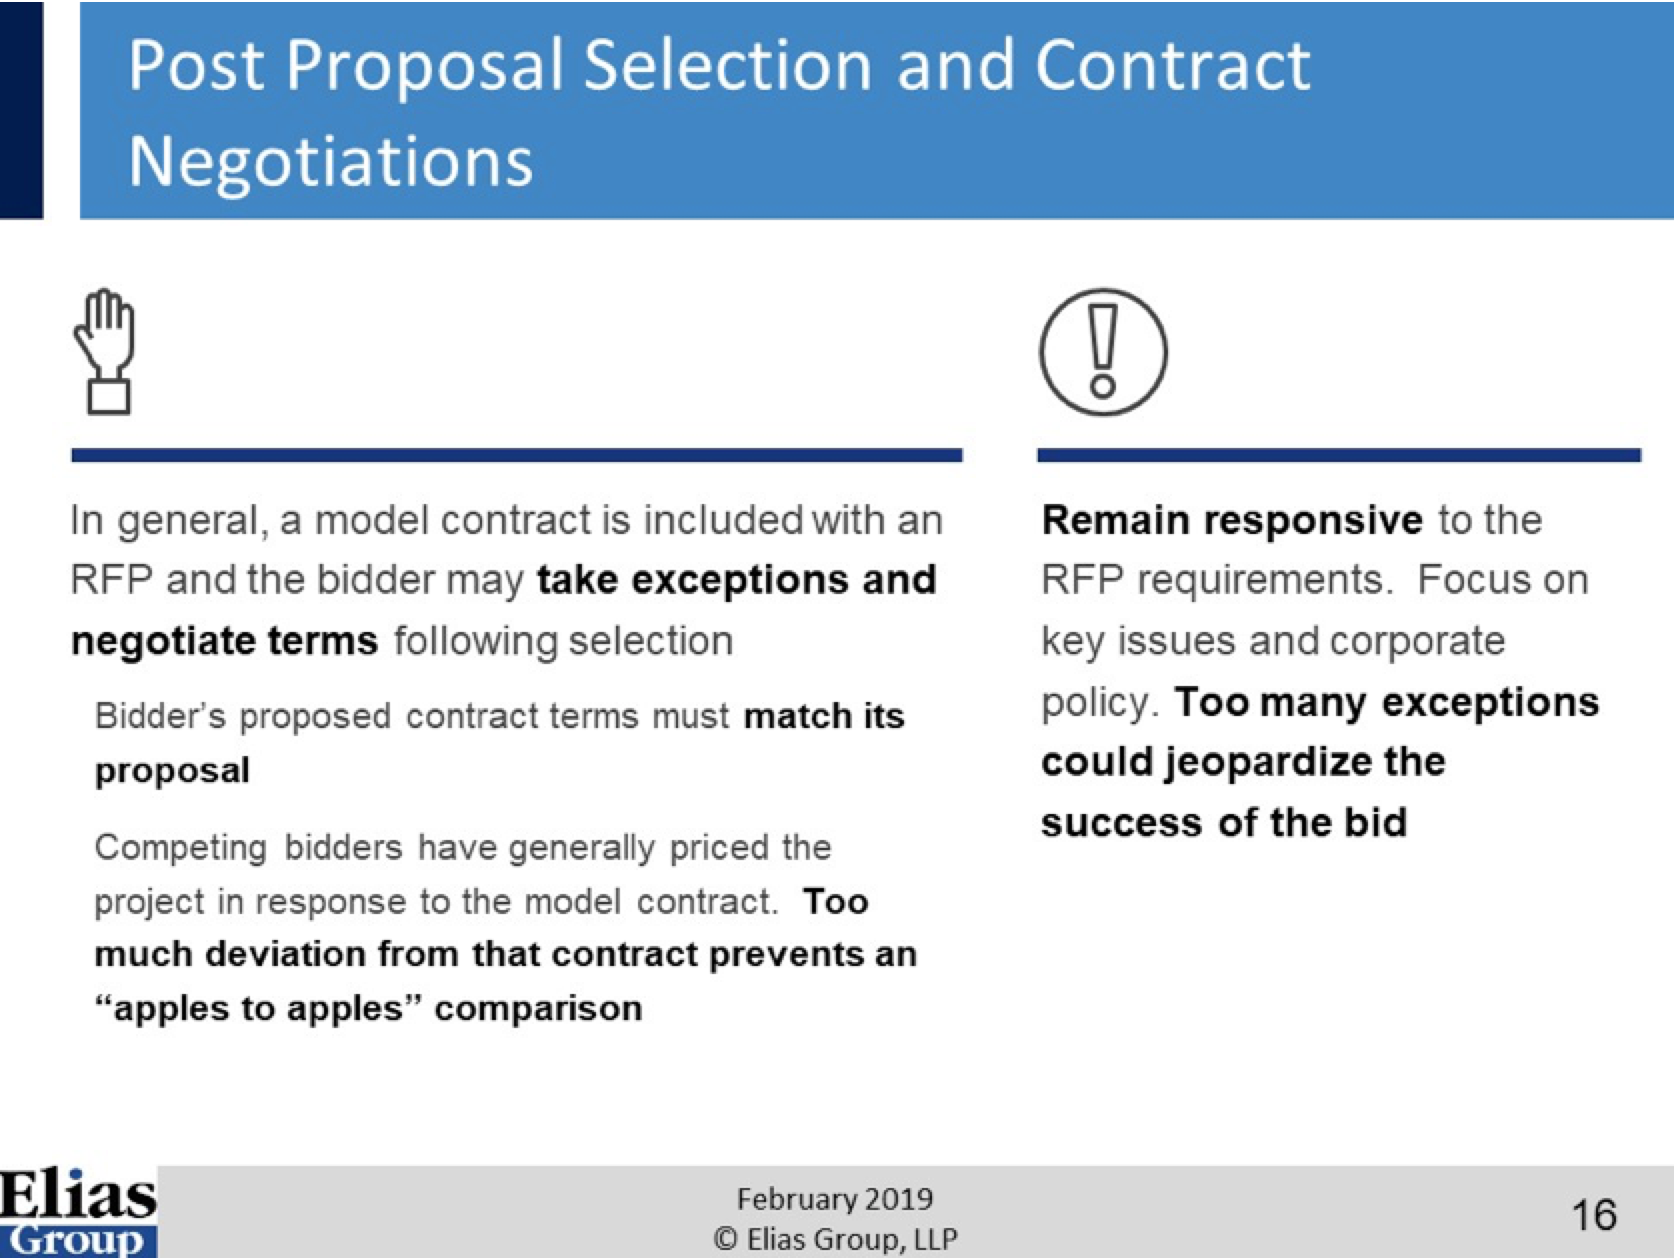 Post Proposal Selection and Contract
Negotiations
In general, a model contract is included with an
RFP and the bidder may take exceptions and
negotiate terms following selection
Bidder’s proposed contract terms must match its
proposal
Competing bidders have generally priced the
project in response to the model contract. Too
much deviation from that contract prevents an
“apples to apples” comparison
Remain responsive to the
RFP requirements. Focus on
key issues and corporate
policy. Too many exceptions
could jeopardize the
success of the bid
Elias
Group
February 2019
© Elias Group, LLP
16